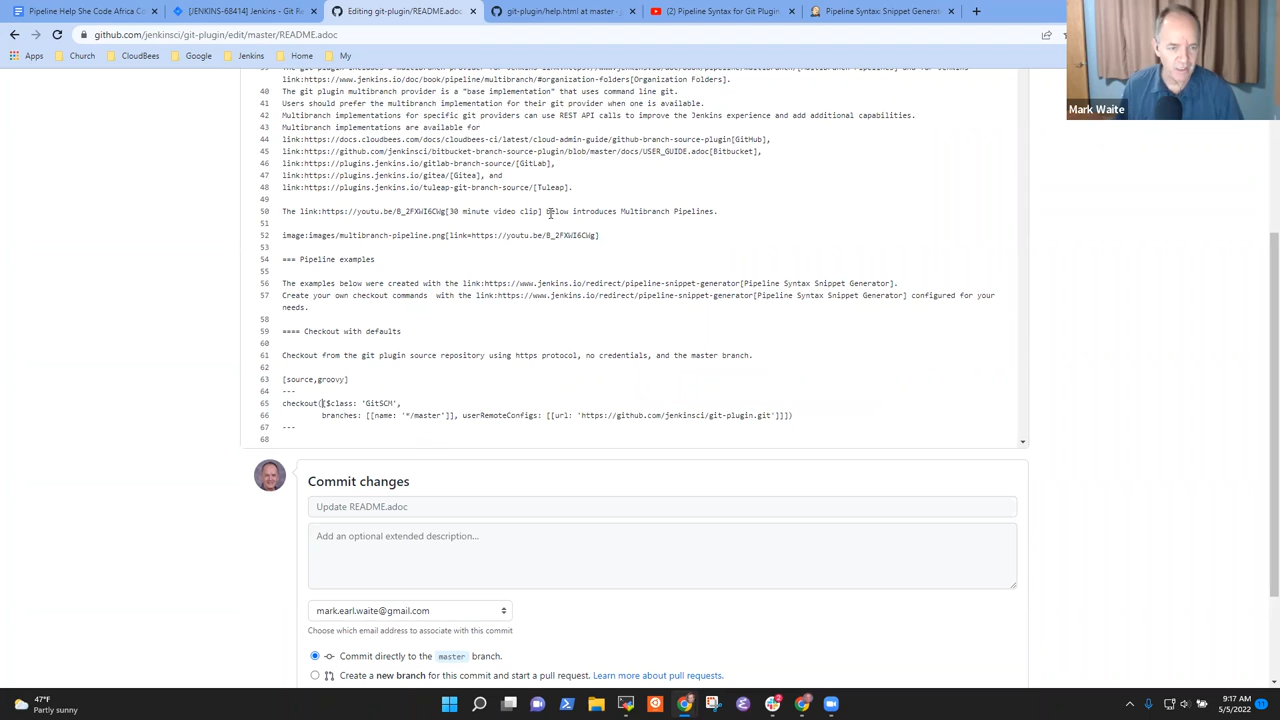 Pipeline Help She Code Africa Co
[JENKINS-68414] Jenkins - Git Re
Editing git-plugin/README.adoc
git-plugin/help.html at master ·
(2) Pipeline Syntax for Git Plugin
Pipeline Syntax: Snippet Generat
github.com/jenkinsci/git-plugin/edit/master/README.adoc
Apps
Church
CloudBees
Google
Jenkins
Home
My
Mark Waite
link:https://www.jenkins.io/doc/book/pipeline/multibranch/#organization-folders[Organization Folders].
40 The git plugin multibranch provider is a "base implementation" that uses command line git.
41 Users should prefer the multibranch implementation for their git provider when one is available.
42 Multibranch implementations for specific git providers can use REST API calls to improve the Jenkins experience and add additional capabilities.
43 Multibranch implementations are available for
44 link:https://docs.cloudbees.com/docs/cloudbees-ci/latest/cloud-admin-guide/github-branch-source-plugin[GitHub],
45 link:https://github.com/jenkinsci/bitbucket-branch-source-plugin/blob/master/docs/USER_GUIDE.adoc[Bitbucket],
46 link:https://plugins.jenkins.io/gitlab-branch-source/[GitLab],
47 link:https://plugins.jenkins.io/gitea/[Gitea], and
48 link:https://plugins.jenkins.io/tuleap-git-branch-source/[Tuleap].
49
50 The link:https://youtu.be/B_2FXWI6CWg[30 minute video clip] below introduces Multibranch Pipelines.
51
52 image:images/multibranch-pipeline.png[link=https://youtu.be/B_2FXWI6CWg]
53
54 === Pipeline examples
55
56 The examples below were created with the link:https://www.jenkins.io/redirect/pipeline-snippet-generator[Pipeline Syntax Snippet Generator].
57 Create your own checkout commands  with the link:https://www.jenkins.io/redirect/pipeline-snippet-generator[Pipeline Syntax Snippet Generator] configured for your
needs.
58
59 ==== Checkout with defaults
60
61 Checkout from the git plugin source repository using https protocol, no credentials, and the master branch.
62
63 [source,groovy]
64 ---
65 checkout([$class: 'GitSCM',
66 branches: [[name: '*/master']], userRemoteConfigs: [[url: 'https://github.com/jenkinsci/git-plugin.git']]])
67 ---
68
Commit changes
Update README.adoc
Add an optional extended description...
mark.earl.waite@gmail.com
Choose which email address to associate with this commit
Commit directly to the master branch.
Create a new branch for this commit and start a pull request. Learn more about pull requests.
47°F
Partly sunny
9:17 AM
5/5/2022